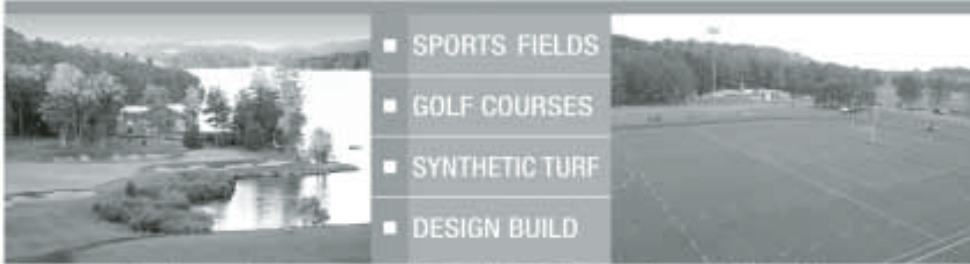 SPORTS FIELDS
GOLF COURSES
SYNTHETIC TURF
DESIGN BUILD